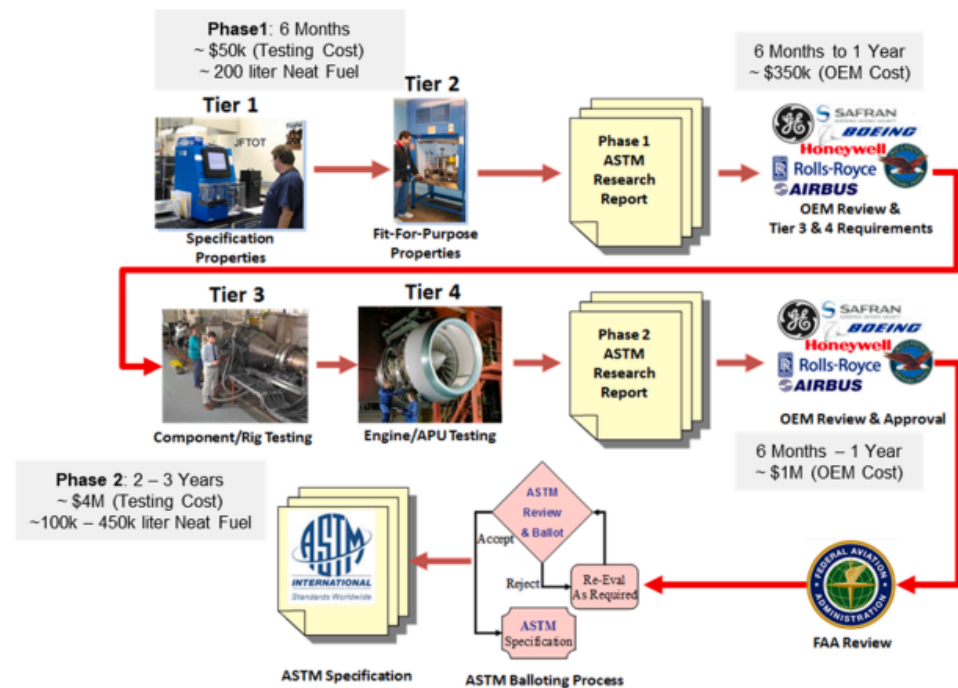 Phase1: 6 Months
~ $50k (Testing Cost)
~ 200 liter Neat Fuel
6 Months to 1 Year
~ $350k (OEM Cost)
Tier 1
Tier 2
JFTOT
Phase 1
ASTM
Research
Report
SAFRAN
BOEING
Honeywell
Rolls-Royce
AIRBUS
Specification
Properties
Fit-For-Purpose
Properties
OEM Review &
Tier 3 & 4 Requirements
Tier 3
Tier 4
Phase 2
ASTM
Research
Report
SAFRAN
BOEING
Honeywell
Rolls-Royce
AIRBUS
Component/Rig Testing
Engine/APU Testing
OEM Review & Approval
Phase 2: 2 – 3 Years
~ $4M (Testing Cost)
~100k – 450k liter Neat Fuel
6 Months – 1 Year
~ $1M (OEM Cost)
ASTM
INTERNATIONAL
Standards Worldwide
ASTM
Review
& Ballot
Accept
Reject
Re-Eval
As Required
ASTM
Specification
FEDERAL AVIATION
ADMINISTRATION
FAA Review
ASTM Specification
ASTM Balloting Process